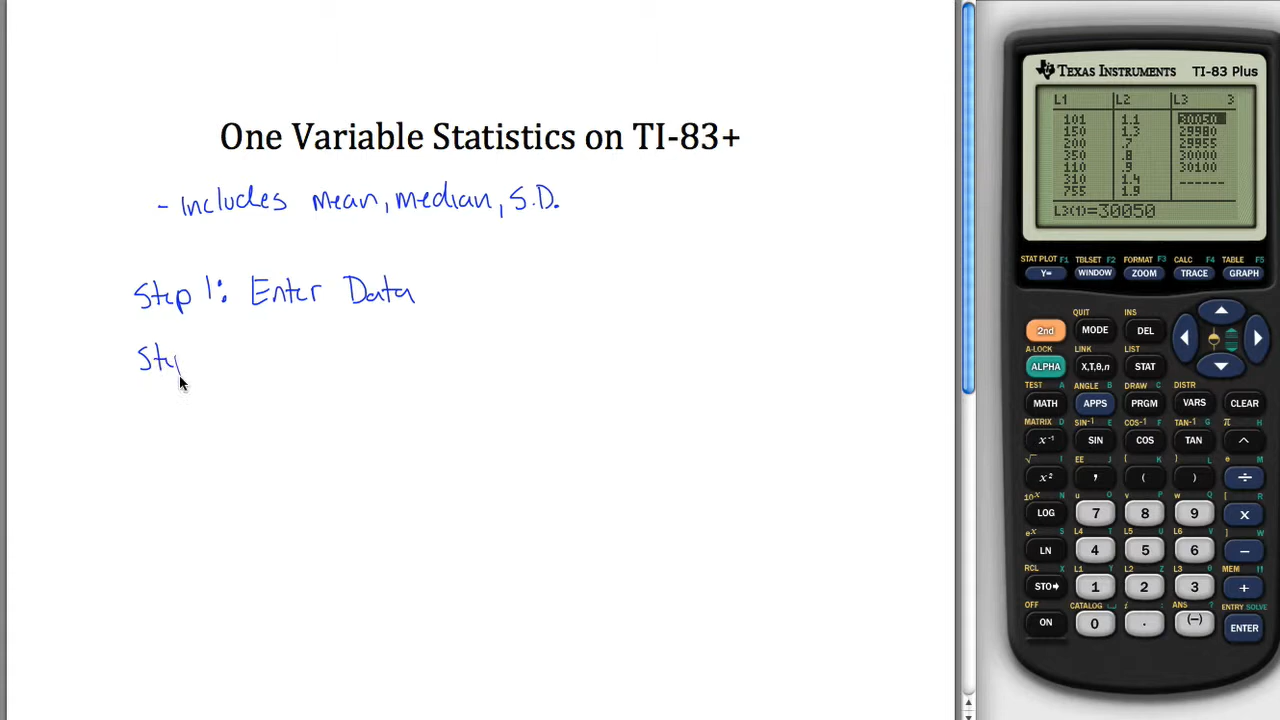 One Variable Statistics on TI-83+
- Includes Mean, median, S.D.
Step 1: Enter Data
Ste
TEXAS INSTRUMENTS TI-83 Plus
L1 L2 L3 3
101 1.1 30050
150 1.3 29980
200 .7 29955
350 .8 30000
110 .9 30100
310 1.4 ------
755 1.9
L3(1)=30050
STAT PLOT F1 TBLSET F2 FORMAT F3 CALC F4 TABLE F5
Y= WINDOW ZOOM TRACE GRAPH
QUIT INS
2nd MODE DEL
A-LOCK LINK LIST
ALPHA X,T,θ,n STAT
TEST A ANGLE B DRAW C DISTR
MATH APPS PRGM VARS CLEAR
MATRIX D SIN⁻¹ E COS⁻¹ F TAN⁻¹ G π H
x⁻¹ SIN COS TAN ^
√ I EE J { K } L e M
x² , ( ) ÷
10ˣ N u O v P w Q [ R
LOG 7 8 9 x
eˣ S L4 T L5 U L6 V ] W
LN 4 5 6 −
RCL X L1 Y L2 Z L3 θ MEM "
STO➔ 1 2 3 +
OFF CATALOG i : ANS ? ENTRY SOLVE
ON 0 . (−) ENTER